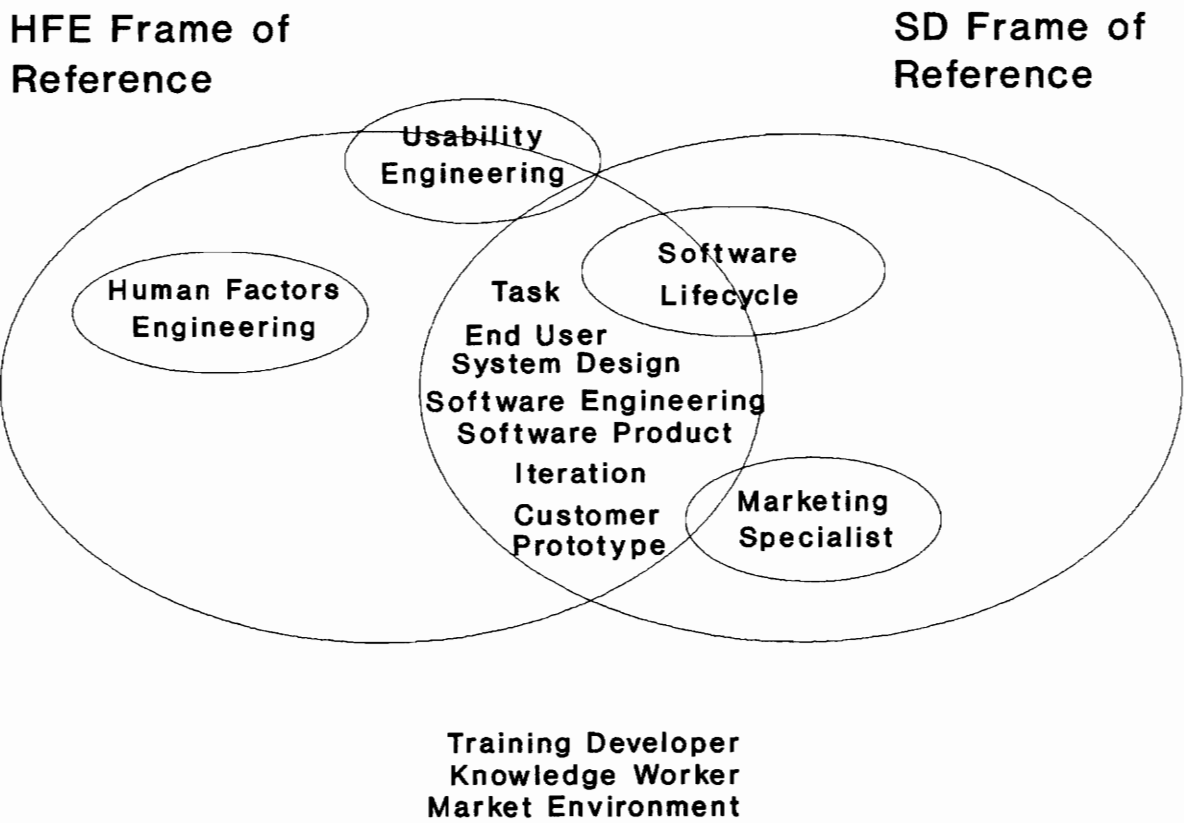 HFE Frame of
Reference
SD Frame of
Reference
Usability
Engineering
Human Factors
Engineering
Software
Lifecycle
Task
End User
System Design
Software Engineering
Software Product
Iteration
Customer
Prototype
Marketing
Specialist
Training Developer
Knowledge Worker
Market Environment